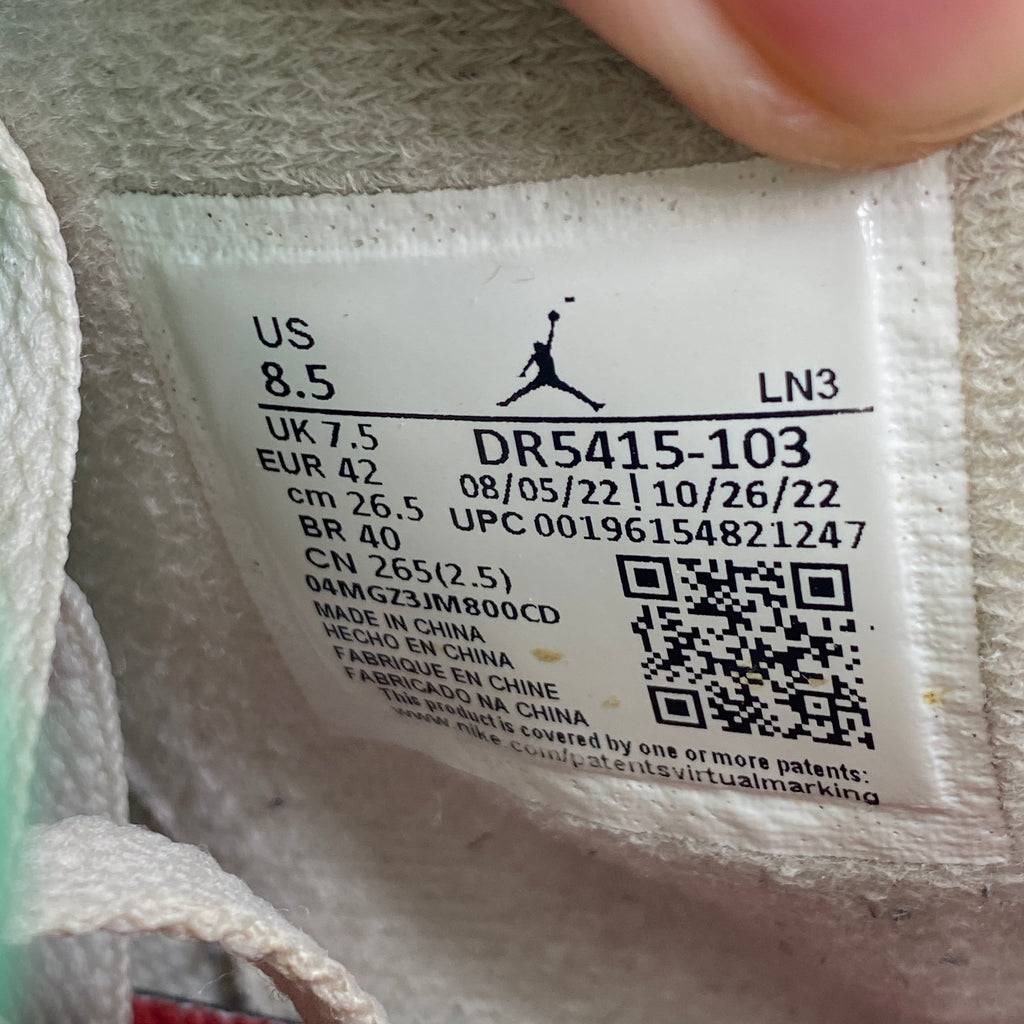 US
8.5
LN3
UK 7.5
DR5415-103
EUR 42
08/05/22 ! 10/26/22
cm 26.5
UPC 00196154821247
BR 40
CN 265(2.5)
04MGZ3JM800CD
MADE IN CHINA
HECHO EN CHINA
FABRIQUE EN CHINE
FABRICADO NA CHINA
This product is covered by one or more patents:
www.nike.com/patentsvirtualmarking